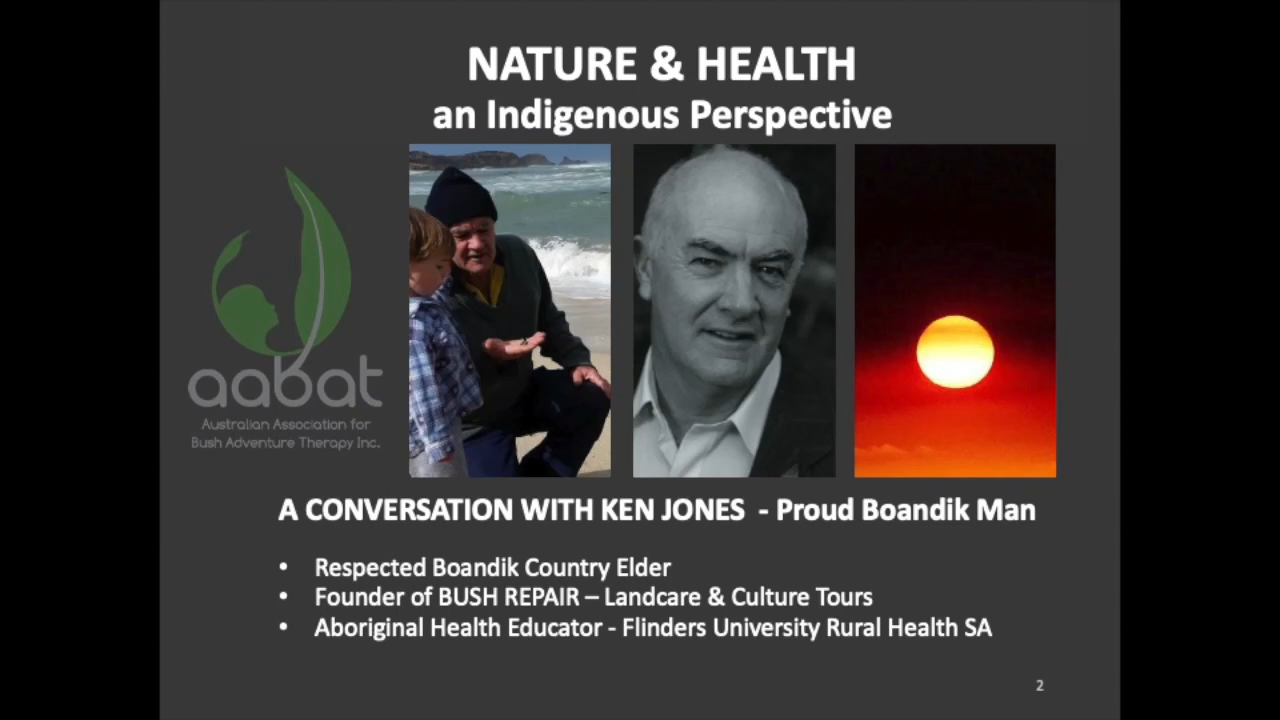 NATURE & HEALTH
an Indigenous Perspective
aabat
Australian Association for
Bush Adventure Therapy Inc.
A CONVERSATION WITH KEN JONES - Proud Boandik Man
• Respected Boandik Country Elder
• Founder of BUSH REPAIR – Landcare & Culture Tours
• Aboriginal Health Educator - Flinders University Rural Health SA
2